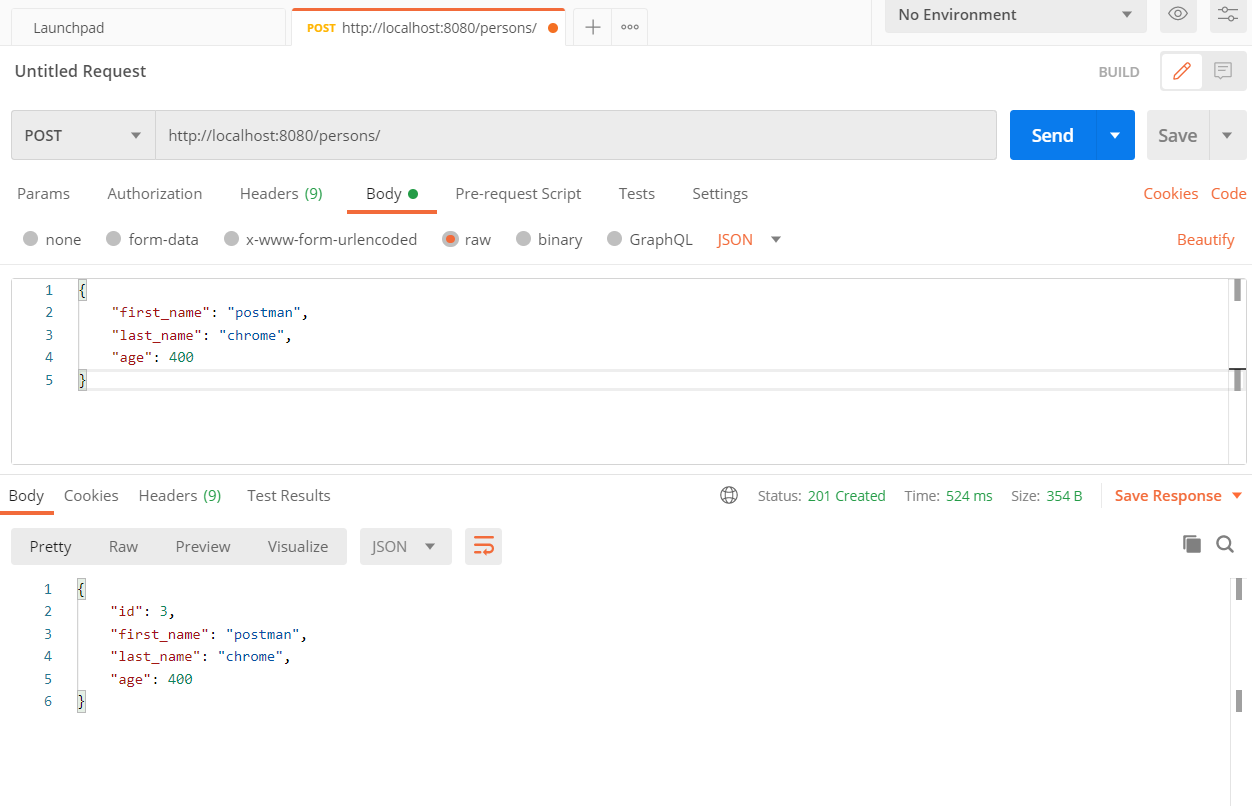 Launchpad
POST http://localhost:8080/persons/
No Environment
Untitled Request
BUILD
POST
http://localhost:8080/persons/
Send
Save
Params Authorization Headers (9) Body Pre-request Script Tests Settings Cookies Code
none form-data x-www-form-urlencoded raw binary GraphQL JSON Beautify
1 {
2 "first_name": "postman",
3 "last_name": "chrome",
4 "age": 400
5 }
Body Cookies Headers (9) Test Results Status: 201 Created Time: 524 ms Size: 354 B Save Response
Pretty Raw Preview Visualize JSON
1 {
2 "id": 3,
3 "first_name": "postman",
4 "last_name": "chrome",
5 "age": 400
6 }